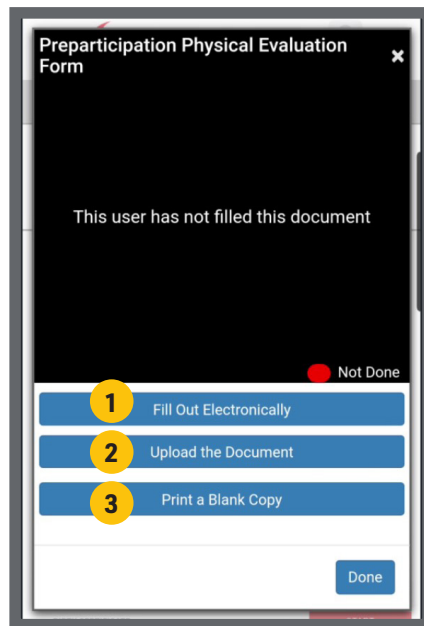 Preparticipation Physical Evaluation
Form
×
This user has not filled this document
Not Done
1
Fill Out Electronically
2
Upload the Document
3
Print a Blank Copy
Done